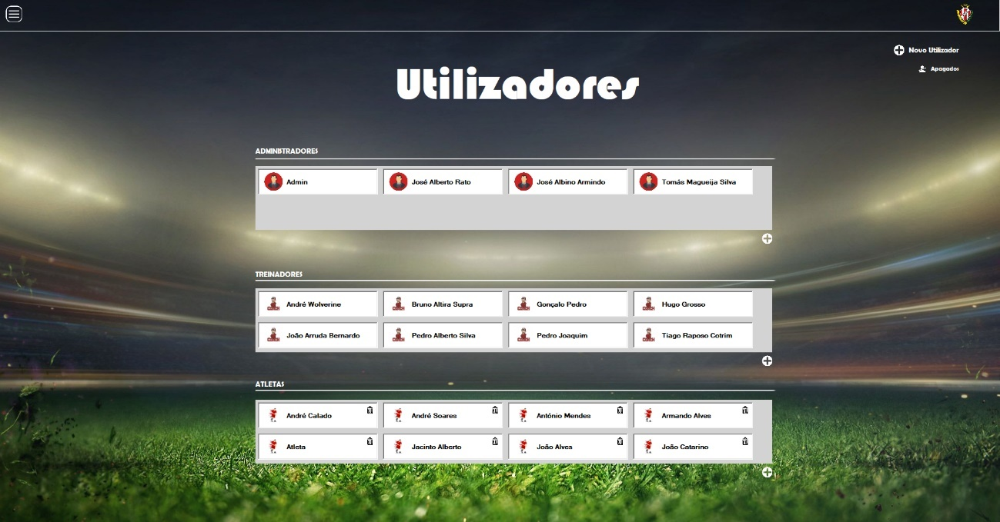 Novo Utilizador
Apagados
Utilizadores
ADMINISTRADORES
Admin
José Alberto Rato
José Albino Armindo
Tomás Magueija Silva
TREINADORES
André Wolverine
Bruno Altira Supra
Gonçalo Pedro
Hugo Grosso
João Arruda Bernardo
Pedro Alberto Silva
Pedro Joaquim
Tiago Raposo Cotrim
ATLETAS
André Calado
André Soares
António Mendes
Armando Alves
Atleta
Jacinto Alberto
João Alves
João Catarino